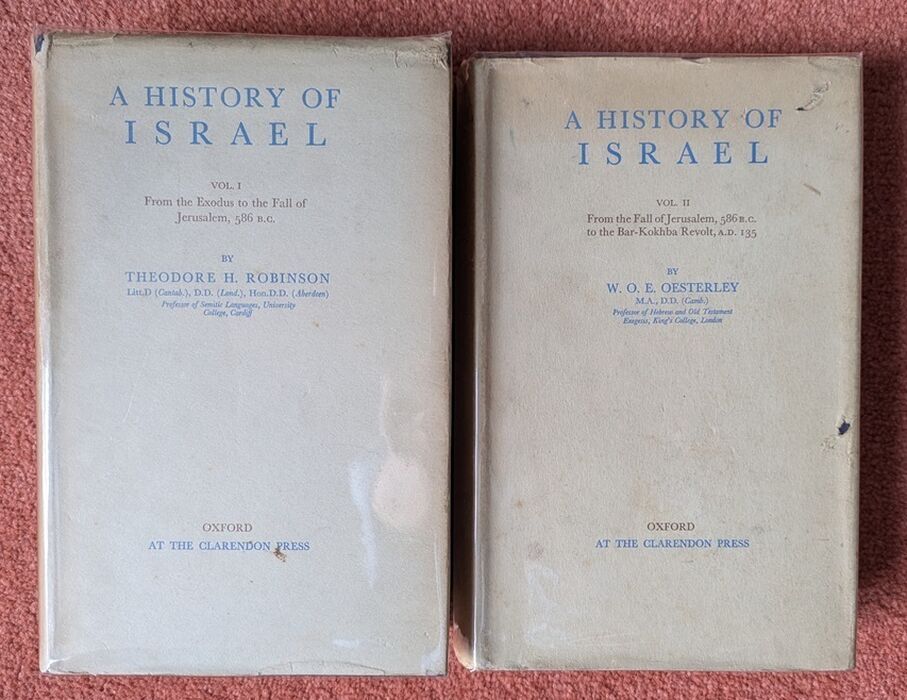 A HISTORY OF
ISRAEL
VOL. I
From the Exodus to the Fall of
Jerusalem, 586 B.C.
BY
THEODORE H. ROBINSON
Litt.D (Cantab.), D.D. (Lond.), Hon.D.D. (Aberdeen)
Professor of Semitic Languages, University
College, Cardiff
OXFORD
AT THE CLARENDON PRESS
A HISTORY OF
ISRAEL
VOL. II
From the Fall of Jerusalem, 586 B.C.
to the Bar-Kokhba Revolt, A.D. 135
BY
W. O. E. OESTERLEY
M.A., D.D. (Camb.)
Professor of Hebrew and Old Testament
Exegesis, King's College, London
OXFORD
AT THE CLARENDON PRESS